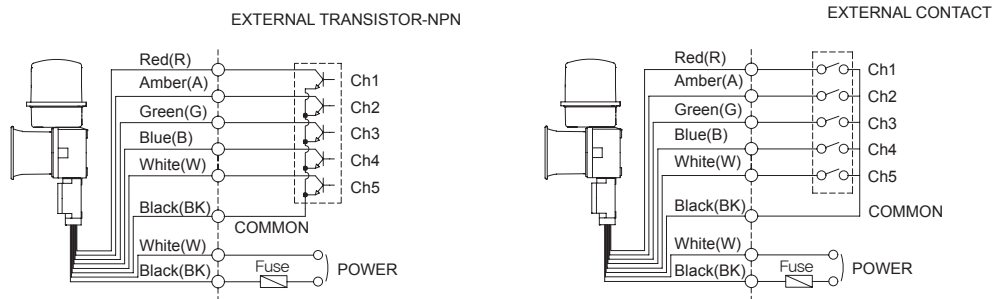 EXTERNAL TRANSISTOR-NPN
Red(R)
Amber(A)
Green(G)
Blue(B)
White(W)
Black(BK)
COMMON
White(W)
Black(BK)
Fuse
POWER
Ch1
Ch2
Ch3
Ch4
Ch5
EXTERNAL CONTACT
Red(R)
Amber(A)
Green(G)
Blue(B)
White(W)
Black(BK)
COMMON
White(W)
Black(BK)
Fuse
POWER
Ch1
Ch2
Ch3
Ch4
Ch5